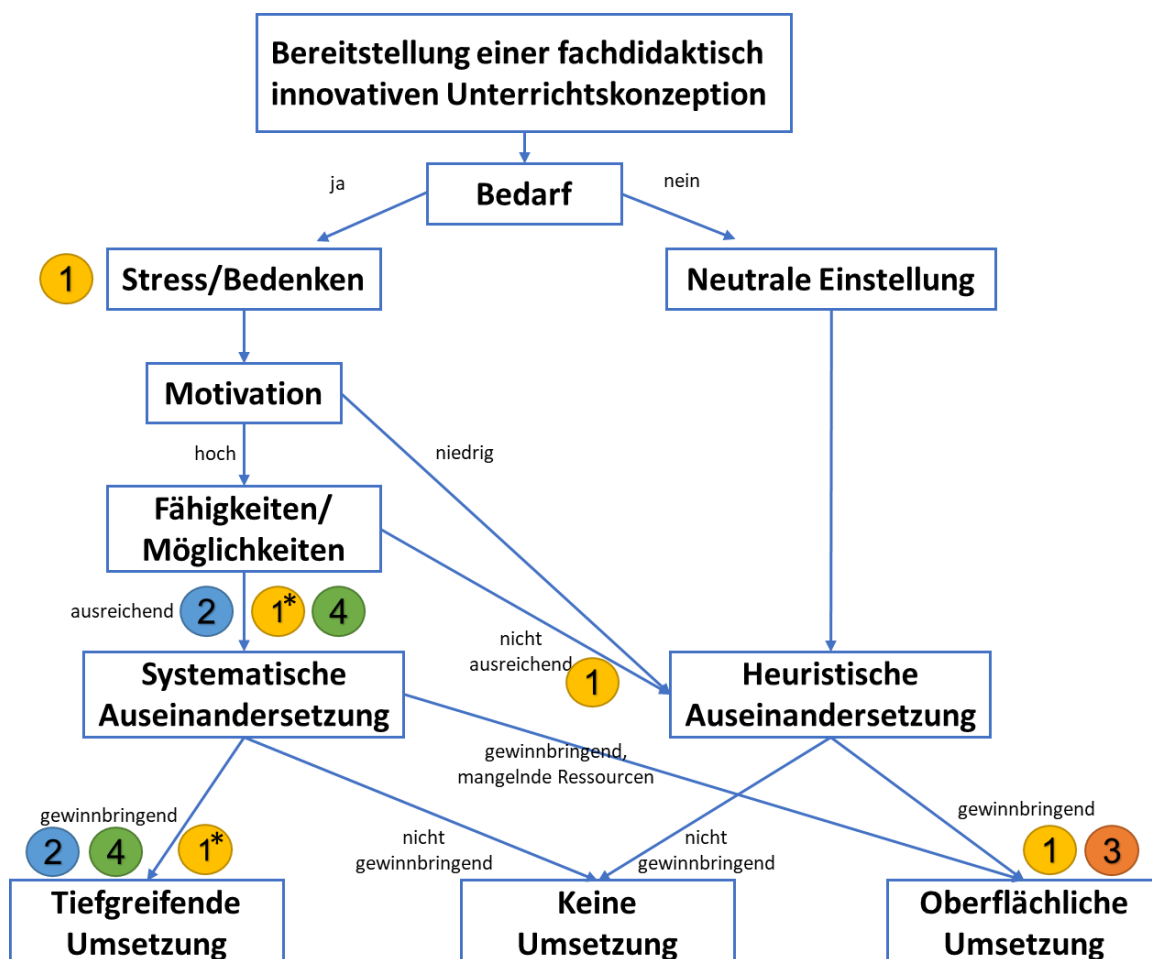 Bereitstellung einer fachdidaktisch
innovativen Unterrichtskonzeption
ja
Bedarf
nein
1
Stress/Bedenken
Neutrale Einstellung
Motivation
hoch
niedrig
Fähigkeiten/
Möglichkeiten
ausreichend
2
1*
4
nicht
ausreichend
1
Systematische
Auseinandersetzung
Heuristische
Auseinandersetzung
gewinnbringend,
mangelnde Ressourcen
gewinnbringend
2
4
1*
nicht
gewinnbringend
nicht
gewinnbringend
gewinnbringend
1
3
Tiefgreifende
Umsetzung
Keine
Umsetzung
Oberflächliche
Umsetzung